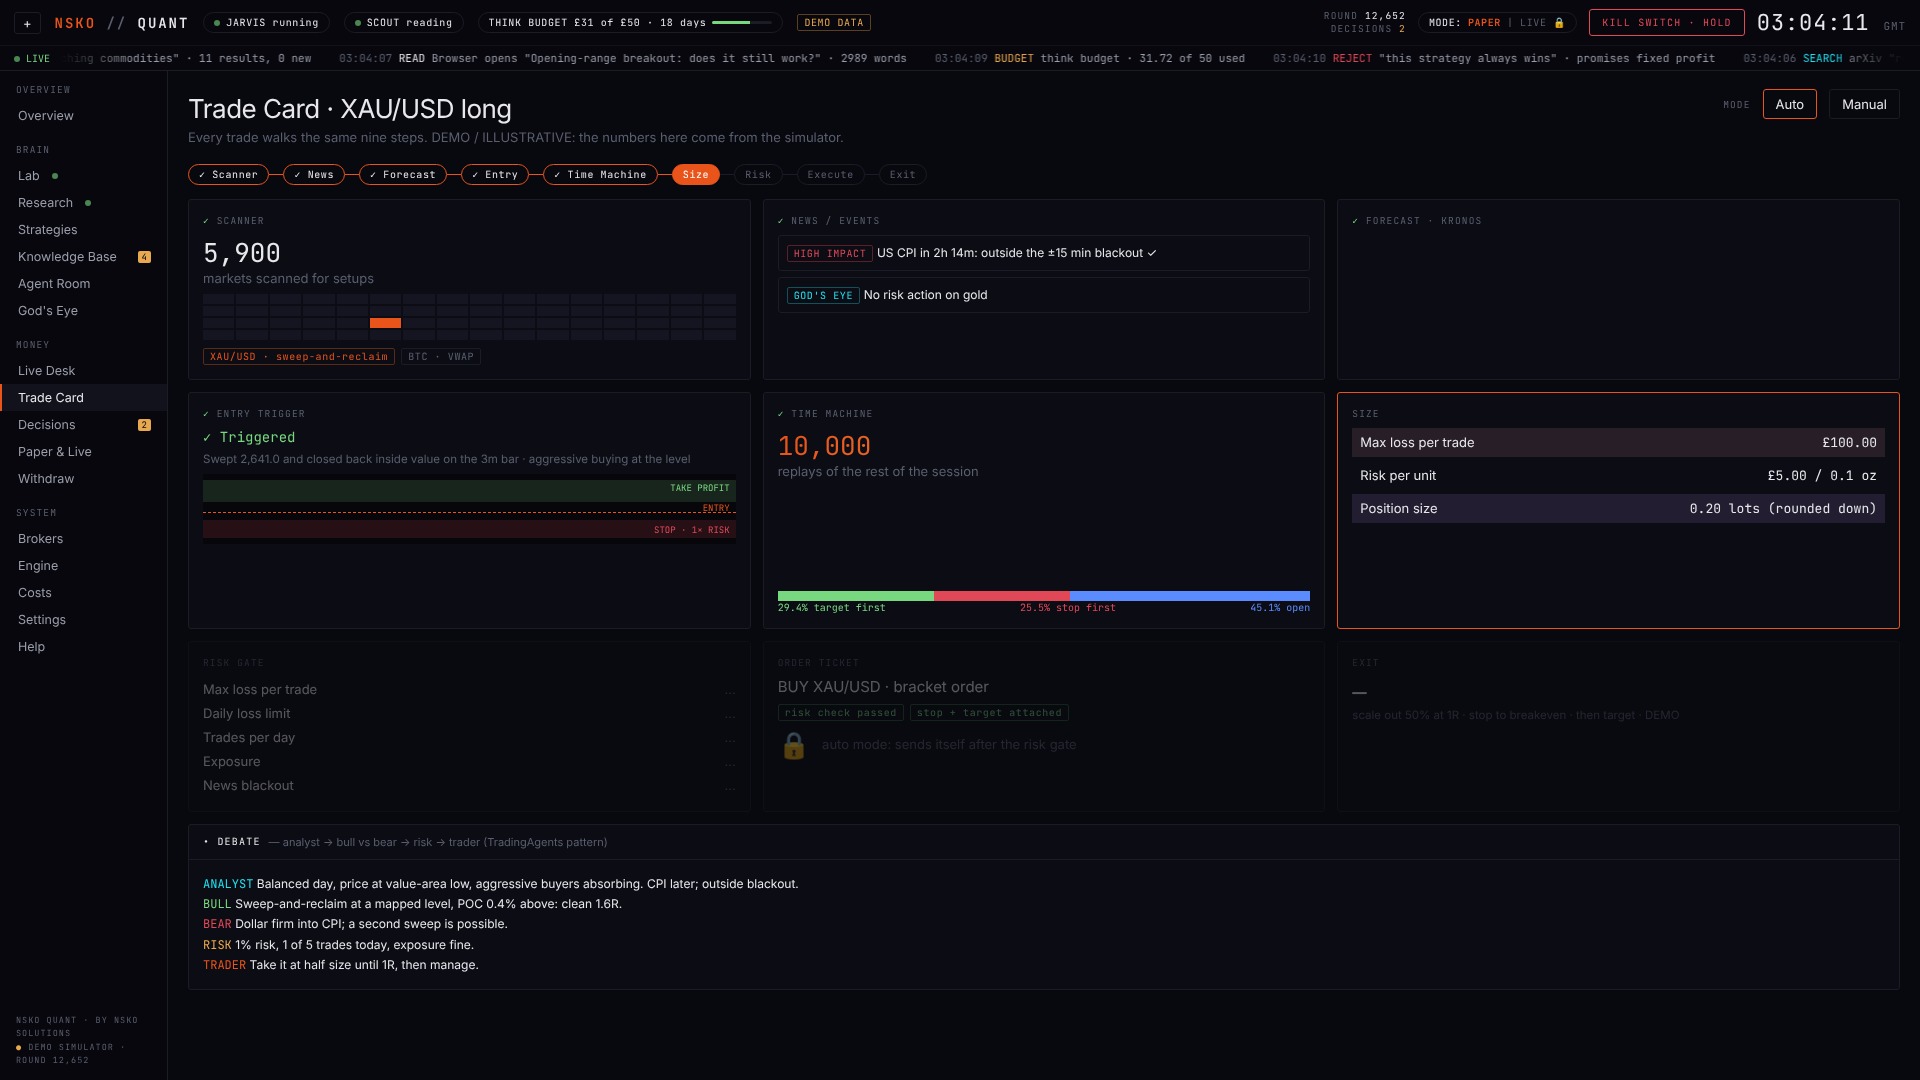 + NSKO // QUANT JARVIS running SCOUT reading THINK BUDGET £31 of £50 · 18 days DEMO DATA ROUND 12,652 DECISIONS 2 MODE: PAPER | LIVE 🔒 KILL SWITCH · HOLD 03:04:11 GMT
LIVE hing commodities" · 11 results, 0 new 03:04:07 READ Browser opens "Opening-range breakout: does it still work?" · 2989 words 03:04:09 BUDGET think budget · 31.72 of 50 used 03:04:10 REJECT "this strategy always wins" · promises fixed profit 03:04:06 SEARCH arXiv
OVERVIEW
Overview
BRAIN
Lab
Research
Strategies
Knowledge Base 4
Agent Room
God's Eye
MONEY
Live Desk
Trade Card
Decisions 2
Paper & Live
Withdraw
SYSTEM
Brokers
Engine
Costs
Settings
Help
NSKO QUANT · BY NSKO
SOLUTIONS
DEMO SIMULATOR ·
ROUND 12,652
Trade Card · XAU/USD long
Every trade walks the same nine steps. DEMO / ILLUSTRATIVE: the numbers here come from the simulator.
MODE Auto Manual
✓ Scanner ✓ News ✓ Forecast ✓ Entry ✓ Time Machine Size Risk Execute Exit
✓ SCANNER
5,900
markets scanned for setups
XAU/USD · sweep-and-reclaim BTC · VWAP
✓ NEWS / EVENTS
HIGH IMPACT US CPI in 2h 14m: outside the ±15 min blackout ✓
GOD'S EYE No risk action on gold
✓ FORECAST · KRONOS
✓ ENTRY TRIGGER
✓ Triggered
Swept 2,641.0 and closed back inside value on the 3m bar · aggressive buying at the level
TAKE PROFIT
ENTRY
STOP · 1× RISK
✓ TIME MACHINE
10,000
replays of the rest of the session
29.4% target first 25.5% stop first 45.1% open
SIZE
Max loss per trade £100.00
Risk per unit £5.00 / 0.1 oz
Position size 0.20 lots (rounded down)
RISK GATE
Max loss per trade …
Daily loss limit …
Trades per day …
Exposure …
News blackout …
ORDER TICKET
BUY XAU/USD · bracket order
risk check passed stop + target attached
🔒 auto mode: sends itself after the risk gate
EXIT
—
scale out 50% at 1R · stop to breakeven · then target · DEMO
• DEBATE — analyst → bull vs bear → risk → trader (TradingAgents pattern)
ANALYST Balanced day, price at value-area low, aggressive buyers absorbing. CPI later; outside blackout.
BULL Sweep-and-reclaim at a mapped level, POC 0.4% above: clean 1.6R.
BEAR Dollar firm into CPI; a second sweep is possible.
RISK 1% risk, 1 of 5 trades today, exposure fine.
TRADER Take it at half size until 1R, then manage.